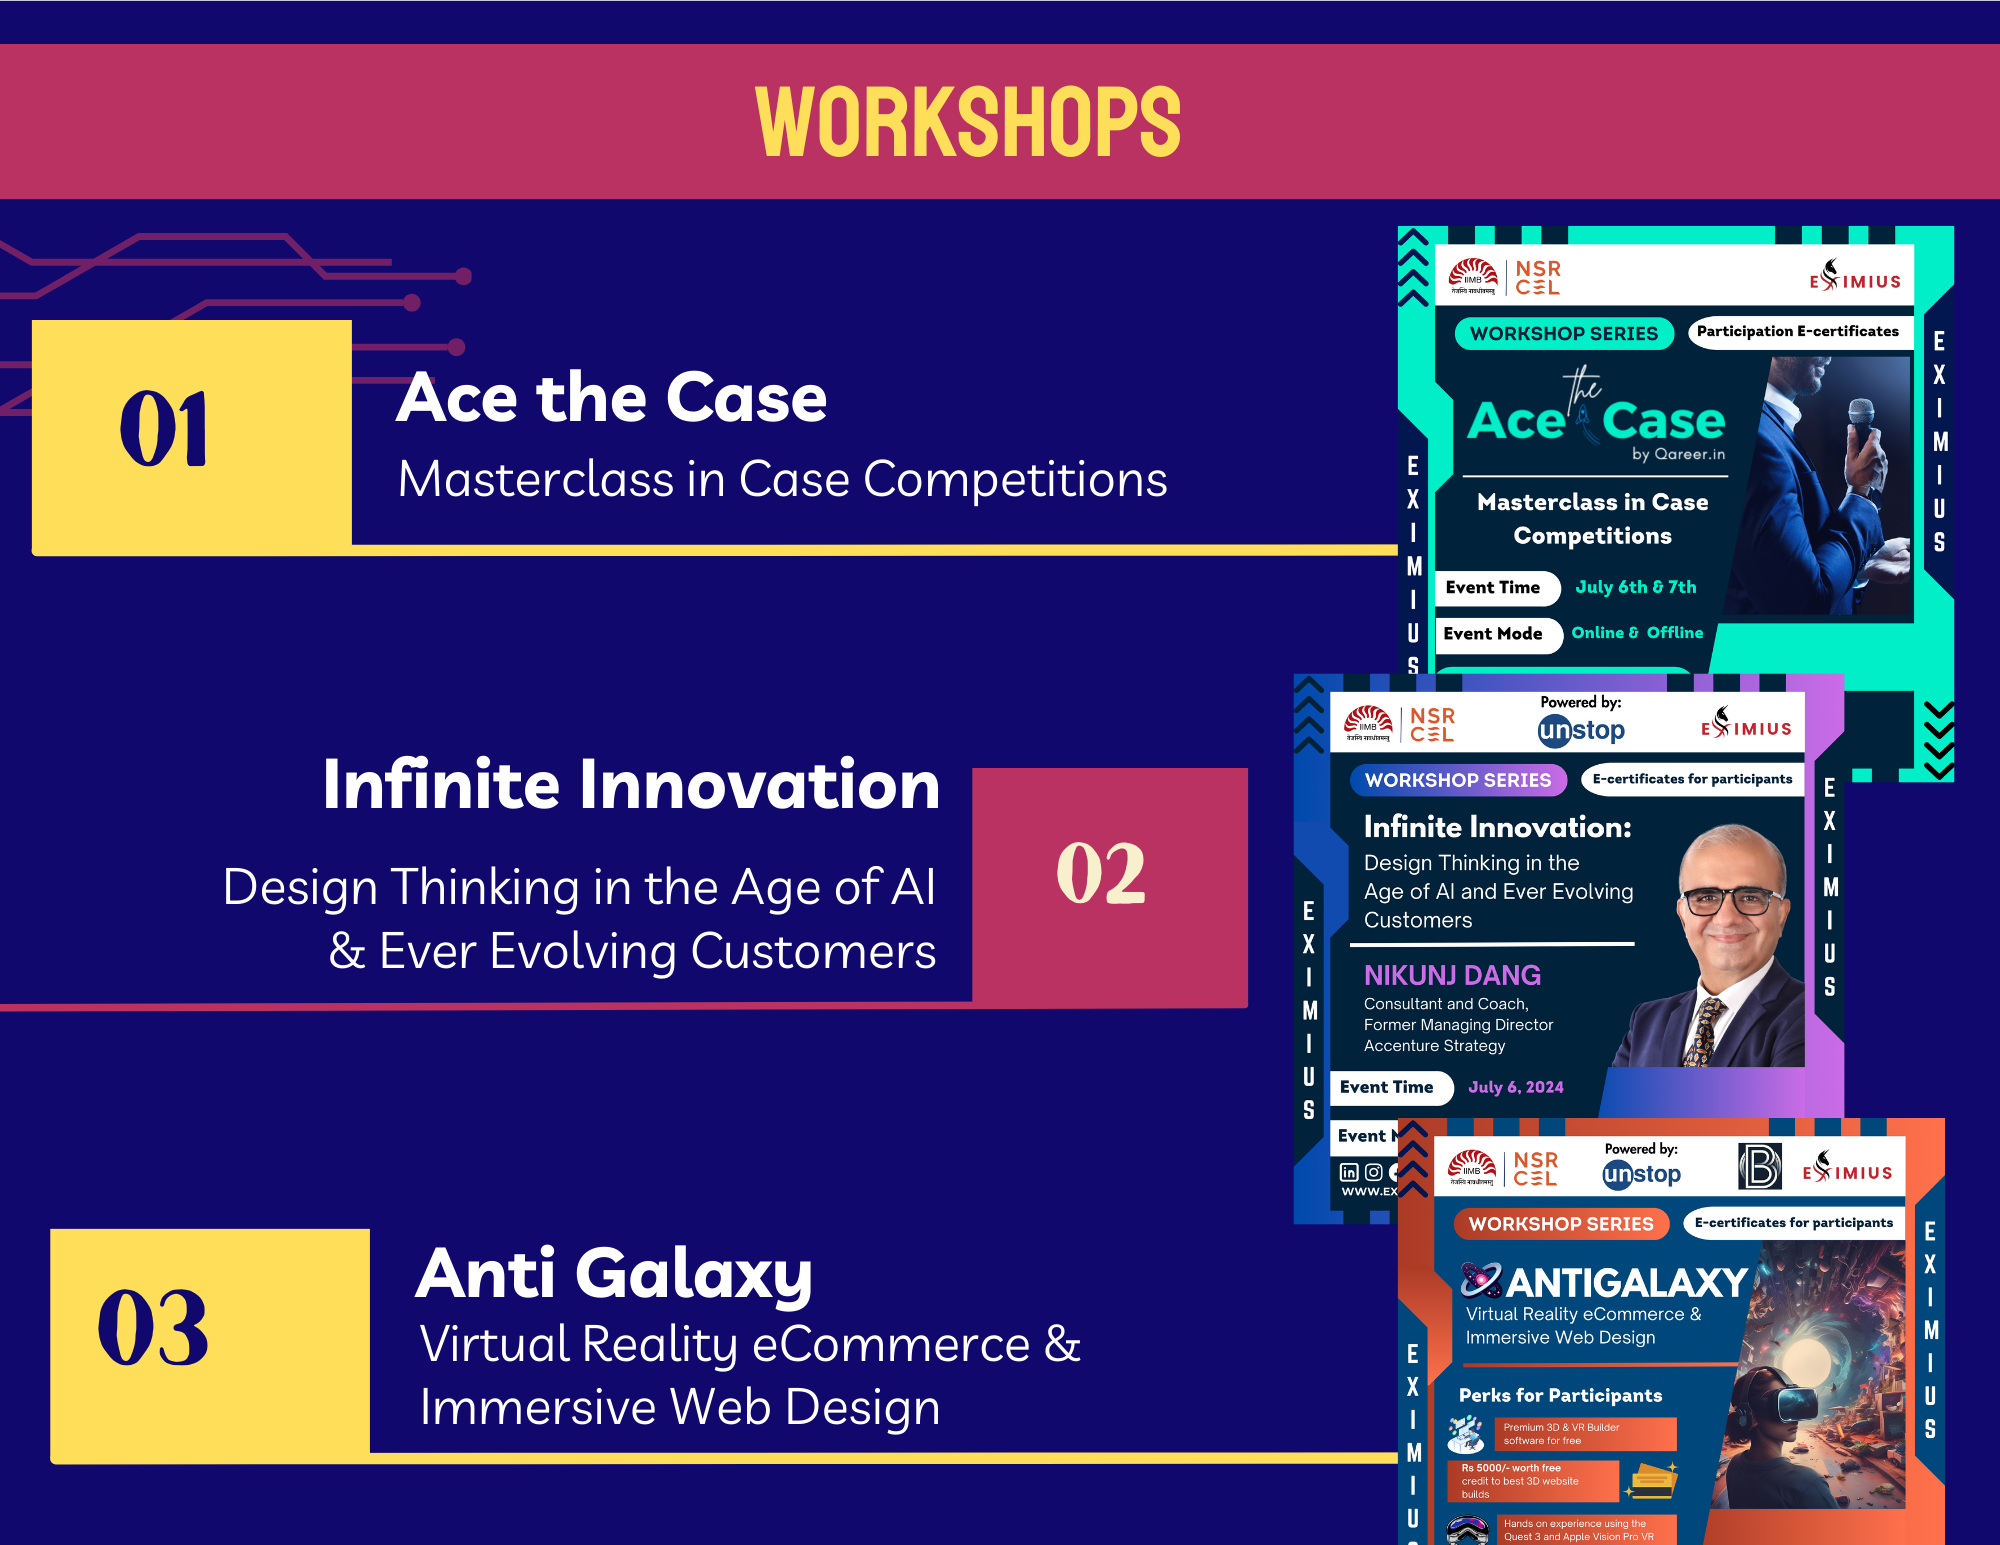 WORKSHOPS
01
Ace the Case
Masterclass in Case Competitions
Infinite Innovation
Design Thinking in the Age of AI
& Ever Evolving Customers
02
03
Anti Galaxy
Virtual Reality eCommerce &
Immersive Web Design
IIMB
NSR
CEL
EXIMIUS
WORKSHOP SERIES
Participation E-certificates
Ace the Case
by Qareer.in
Masterclass in Case
Competitions
Event Time
July 6th & 7th
Event Mode
Online & Offline
EXIMIUS
EXIMIUS
IIMB
NSR
CEL
Powered by:
unstop
EXIMIUS
WORKSHOP SERIES
E-certificates for participants
Infinite Innovation:
Design Thinking in the
Age of AI and Ever Evolving
Customers
NIKUNJ DANG
Consultant and Coach,
Former Managing Director
Accenture Strategy
Event Time
July 6, 2024
Event M
WWW.EX
EXIMIUS
EXIMIUS
IIMB
NSR
CEL
Powered by:
unstop
B
EXIMIUS
WORKSHOP SERIES
E-certificates for participants
ANTIGALAXY
Virtual Reality eCommerce &
Immersive Web Design
Perks for Participants
Premium 3D & VR Builder
software for free
Rs 5000/- worth free
credit to best 3D website
builds
Hands on experience using the
Quest 3 and Apple Vision Pro VR
EXIMIU
EXIMIUS